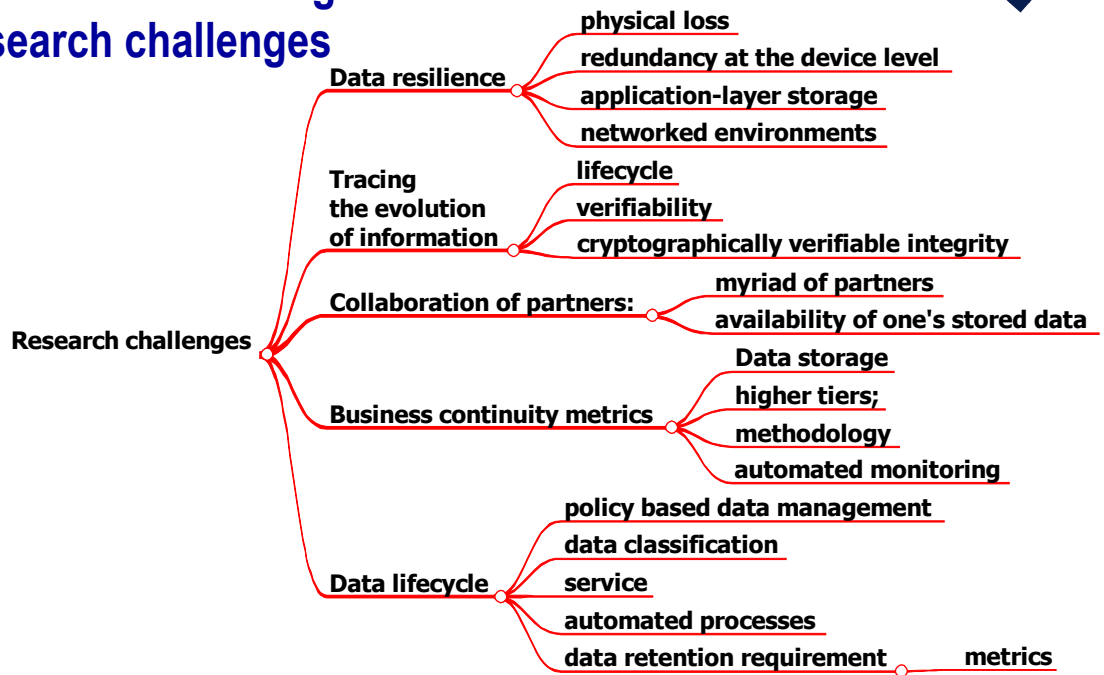 search challenges
Research challenges
Data resilience
physical loss
redundancy at the device level
application-layer storage
networked environments
Tracing
the evolution
of information
lifecycle
verifiability
cryptographically verifiable integrity
Collaboration of partners:
myriad of partners
availability of one's stored data
Business continuity metrics
Data storage
higher tiers;
methodology
automated monitoring
Data lifecycle
policy based data management
data classification
service
automated processes
data retention requirement
metrics